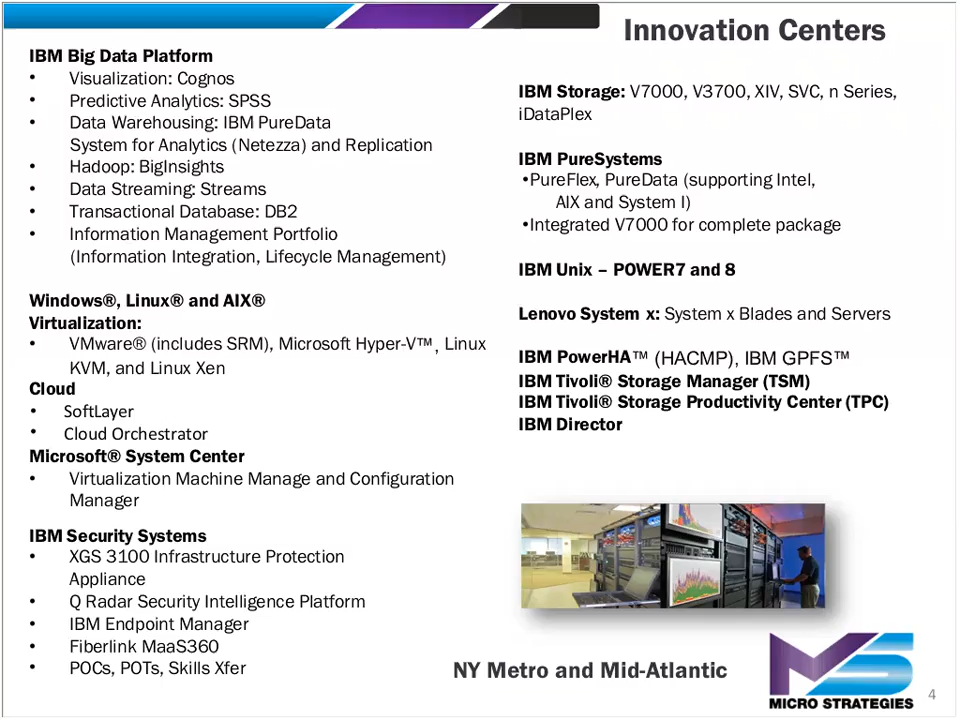 Innovation Centers
IBM Big Data Platform
• Visualization: Cognos
• Predictive Analytics: SPSS
• Data Warehousing: IBM PureData
System for Analytics (Netezza) and Replication
• Hadoop: BigInsights
• Data Streaming: Streams
• Transactional Database: DB2
• Information Management Portfolio
(Information Integration, Lifecycle Management)
Windows®, Linux® and AIX®
Virtualization:
• VMware® (includes SRM), Microsoft Hyper-V™, Linux
KVM, and Linux Xen
Cloud
• SoftLayer
• Cloud Orchestrator
Microsoft® System Center
• Virtualization Machine Manage and Configuration
Manager
IBM Security Systems
• XGS 3100 Infrastructure Protection
Appliance
• Q Radar Security Intelligence Platform
• IBM Endpoint Manager
• Fiberlink MaaS360
• POCs, POTs, Skills Xfer
IBM Storage: V7000, V3700, XIV, SVC, n Series,
iDataPlex
IBM PureSystems
•PureFlex, PureData (supporting Intel,
AIX and System I)
•Integrated V7000 for complete package
IBM Unix – POWER7 and 8
Lenovo System x: System x Blades and Servers
IBM PowerHA™ (HACMP), IBM GPFS™
IBM Tivoli® Storage Manager (TSM)
IBM Tivoli® Storage Productivity Center (TPC)
IBM Director
NY Metro and Mid-Atlantic
MS
MICRO STRATEGIES
4